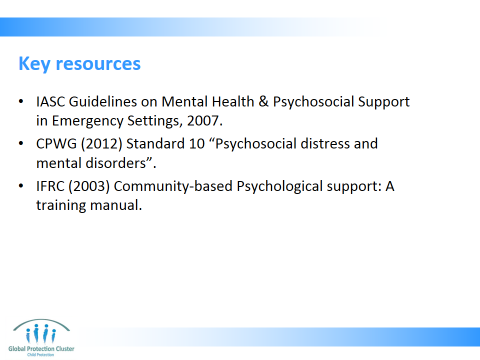 Key resources
• IASC Guidelines on Mental Health & Psychosocial Support
in Emergency Settings, 2007.
• CPWG (2012) Standard 10 “Psychosocial distress and
mental disorders”.
• IFRC (2003) Community-based Psychological support: A
training manual.
Global Protection Cluster
Child Protection